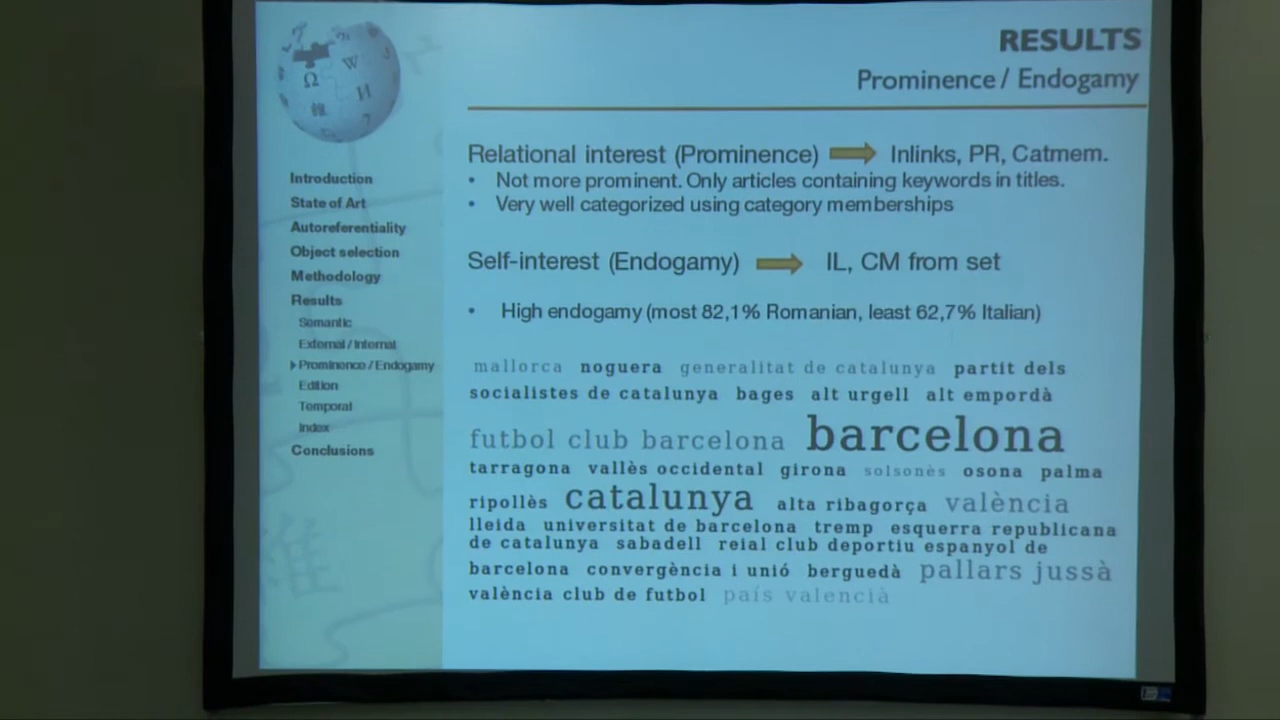 RESULTS
Prominence / Endogamy
Introduction
State of Art
Autoreferentiality
Object selection
Methodology
Results
Semantic
External / Internal
Prominence / Endogamy
Edition
Temporal
Index
Conclusions
Relational interest (Prominence) Inlinks, PR, Catmem.
• Not more prominent. Only articles containing keywords in titles.
• Very well categorized using category memberships
Self-interest (Endogamy) IL, CM from set
• High endogamy (most 82,1% Romanian, least 62,7% Italian)
mallorca noguera generalitat de catalunya partit dels
socialistes de catalunya bages alt urgell alt empordà
futbol club barcelona barcelona
tarragona vallès occidental girona solsonès osona palma
ripollès catalunya alta ribagorça valència
lleida universitat de barcelona tremp esquerra republicana
de catalunya sabadell reial club deportiu espanyol de
barcelona convergència i unió berguedà pallars jussà
valència club de futbol país valencià